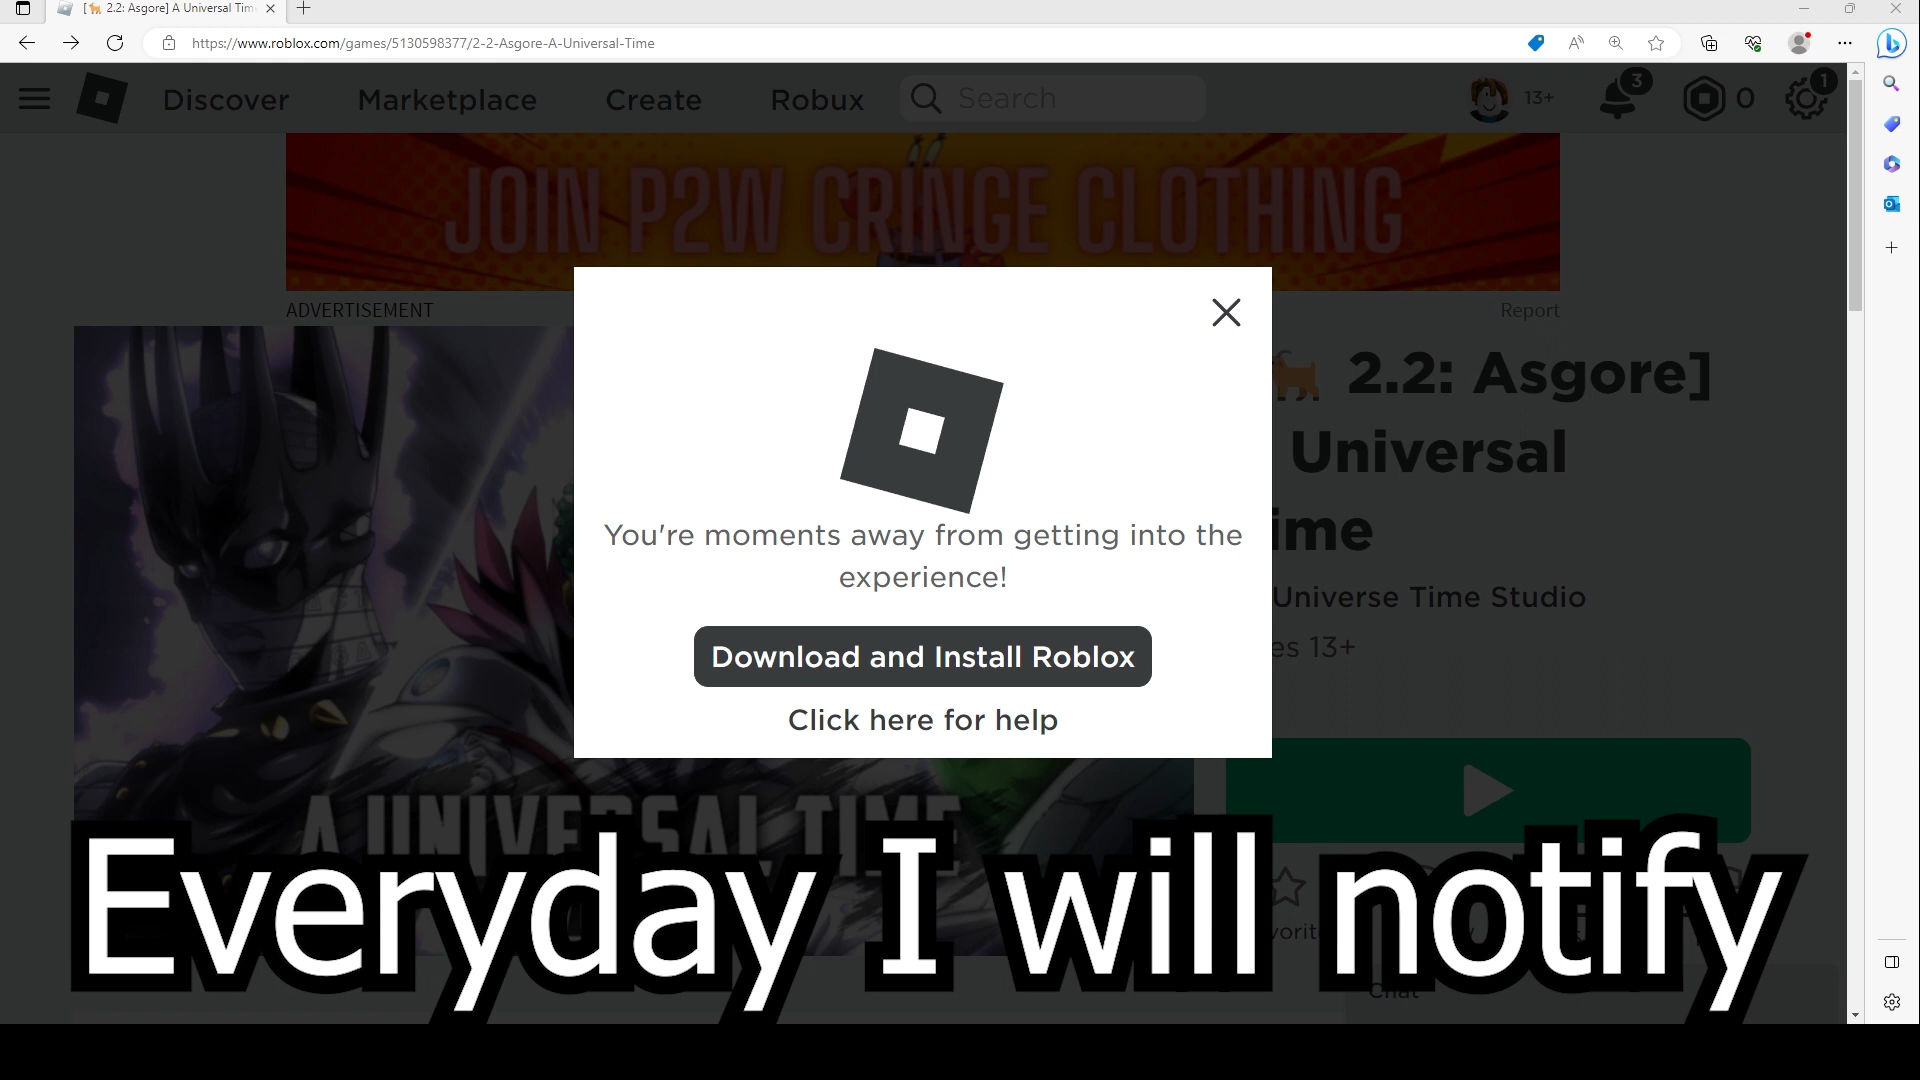 [🐐 2.2: Asgore] A Universal Tim
https://www.roblox.com/games/5130598377/2-2-Asgore-A-Universal-Time
Discover Marketplace Create Robux Search 13+ 3 0 1
JOIN P2W CRINGE CLOTHING
ADVERTISEMENT Report
2.2: Asgore]
Universal
ime
Universe Time Studio
es 13+
You're moments away from getting into the
experience!
Download and Install Roblox
Click here for help
A UNIVERSAL TIME
Everyday I will notify
Chat